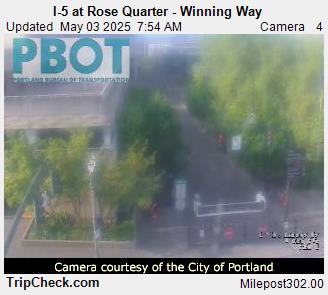 I-5 at Rose Quarter - Winning Way
Updated May 03 2025 7:54 AM Camera 4
PBOT
PORTLAND BUREAU OF TRANSPORTATION
Camera courtesy of the City of Portland
TripCheck.com Milepost302.00